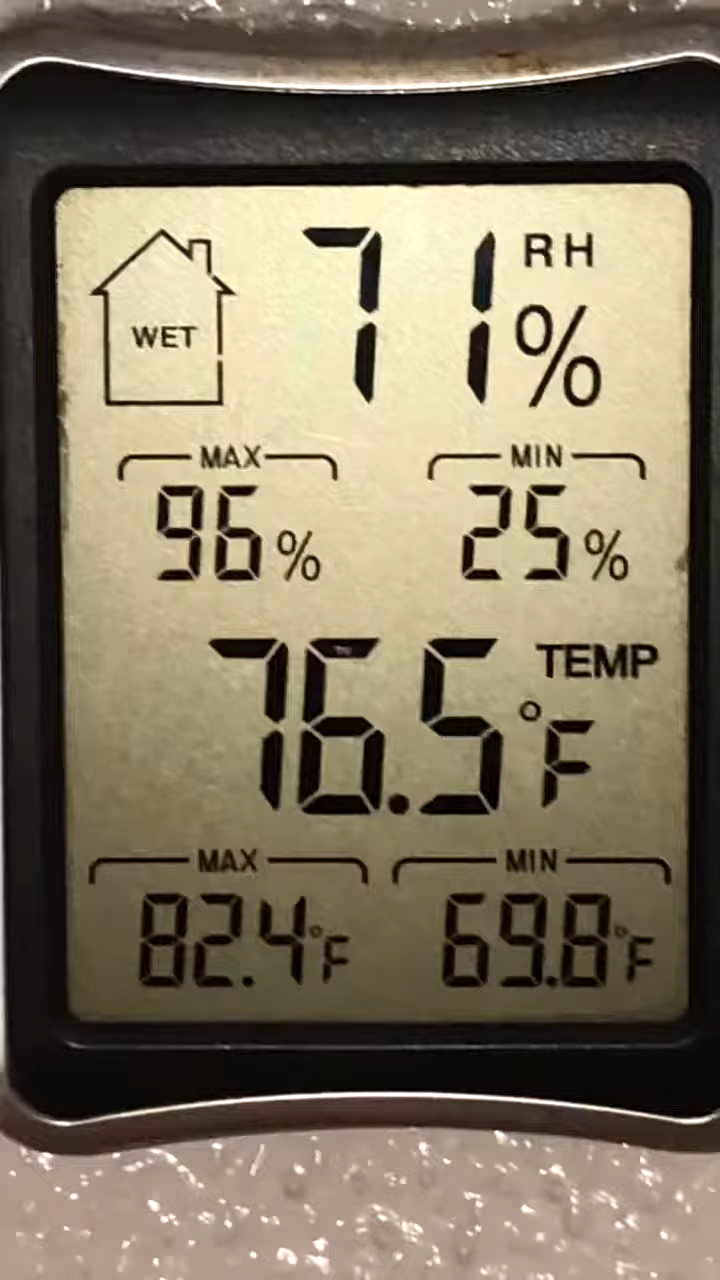 WET 71 RH %
MAX MIN
96% 25%
76.5 TEMP °F
MAX MIN
82.4°F 69.8°F